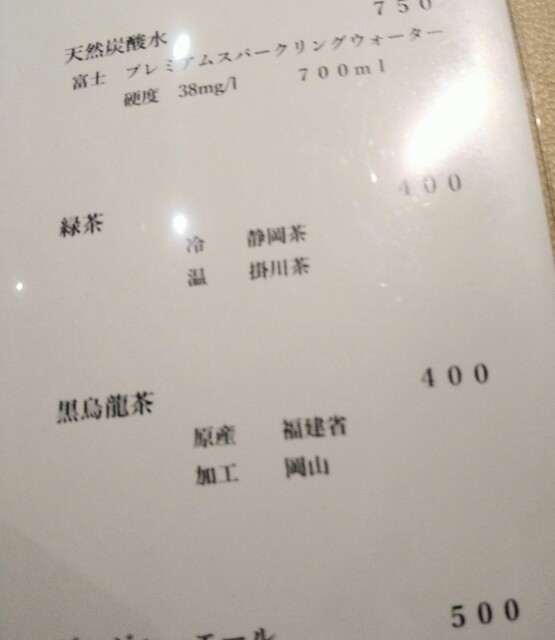 750
天然炭酸水
富士 プレミアムスパークリングウォーター
硬度 38mg/l 700ml
400
緑茶
冷 静岡茶
温 掛川茶
400
黒烏龍茶
原産 福建省
加工 岡山
500